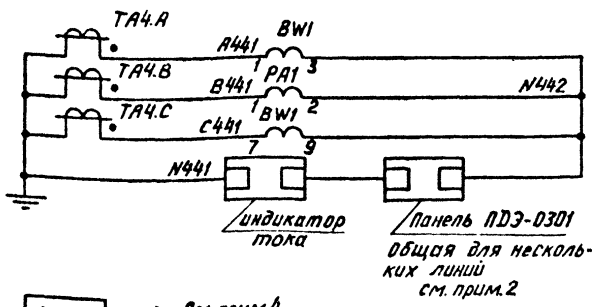 TA4.A
A441
BW1
1
3
TA4.B
B441
PA1
1
2
N442
TA4.C
C441
BW1
7
9
N441
индикатор
тока
Панель ПДЭ-0301
общая для несколь-
ких линий
см. прим. 2